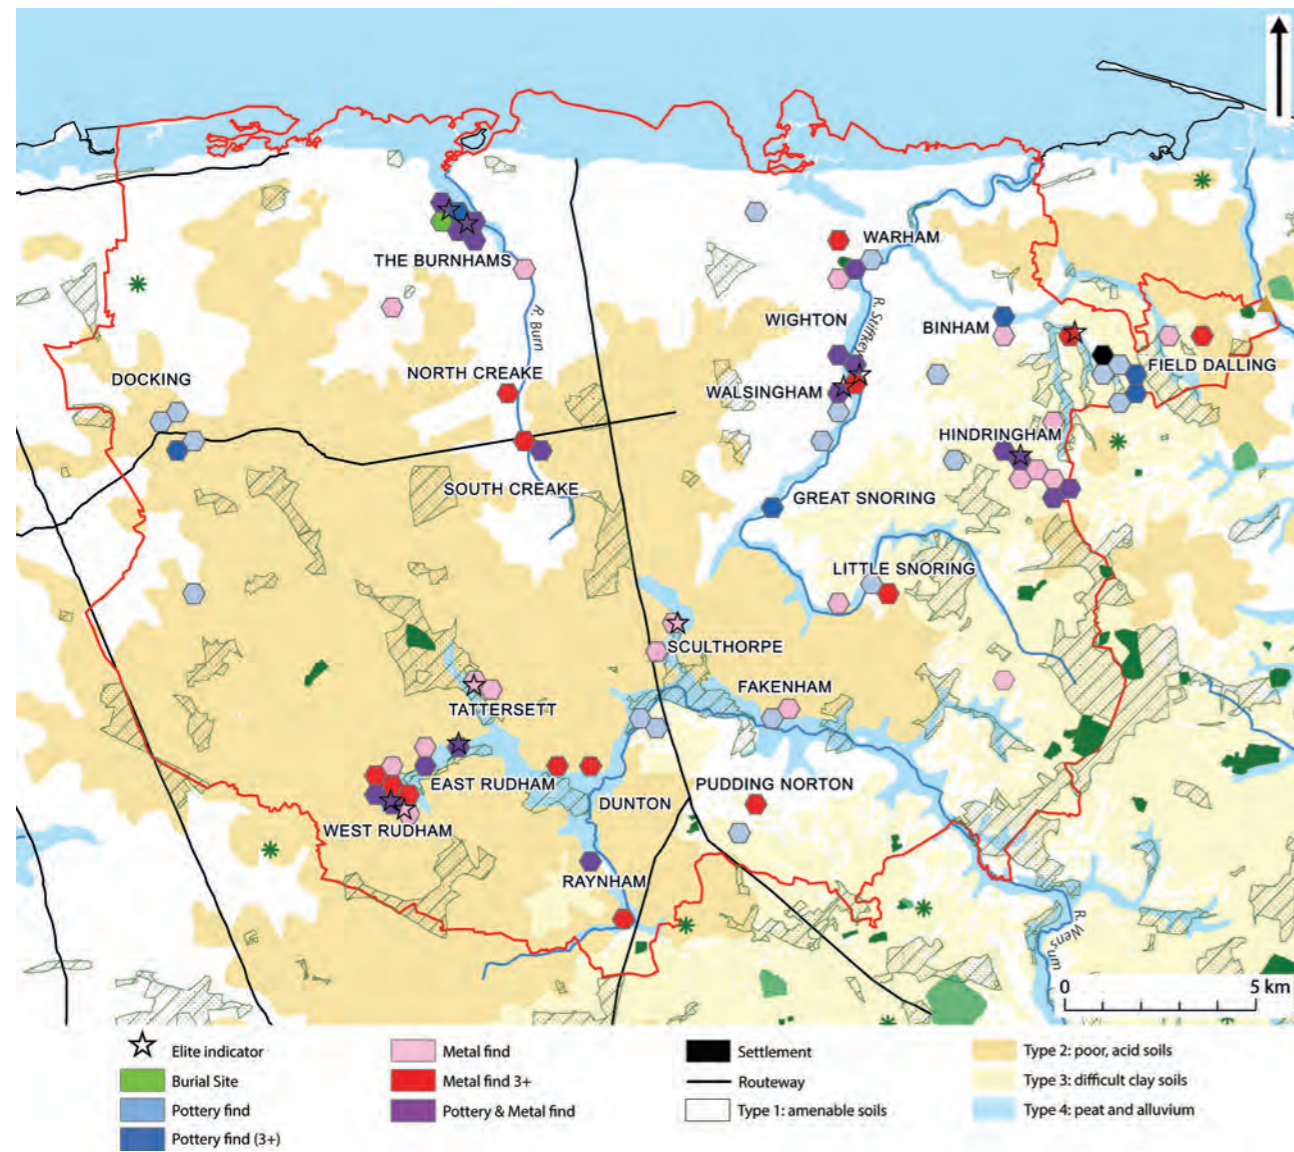 THE BURNHAMS
R. Burn
WARHAM
WIGHTON
R. Stiffkey
BINHAM
FIELD DALLING
DOCKING
NORTH CREAKE
WALSINGHAM
HINDRINGHAM
SOUTH CREAKE
GREAT SNORING
LITTLE SNORING
SCULTHORPE
FAKENHAM
TATTERSETT
EAST RUDHAM
PUDDING NORTON
DUNTON
WEST RUDHAM
RAYNHAM
R. Wensum
0 5 km
Elite indicator
Burial Site
Pottery find
Pottery find (3+)
Metal find
Metal find 3+
Pottery & Metal find
Settlement
Routeway
Type 1: amenable soils
Type 2: poor, acid soils
Type 3: difficult clay soils
Type 4: peat and alluvium